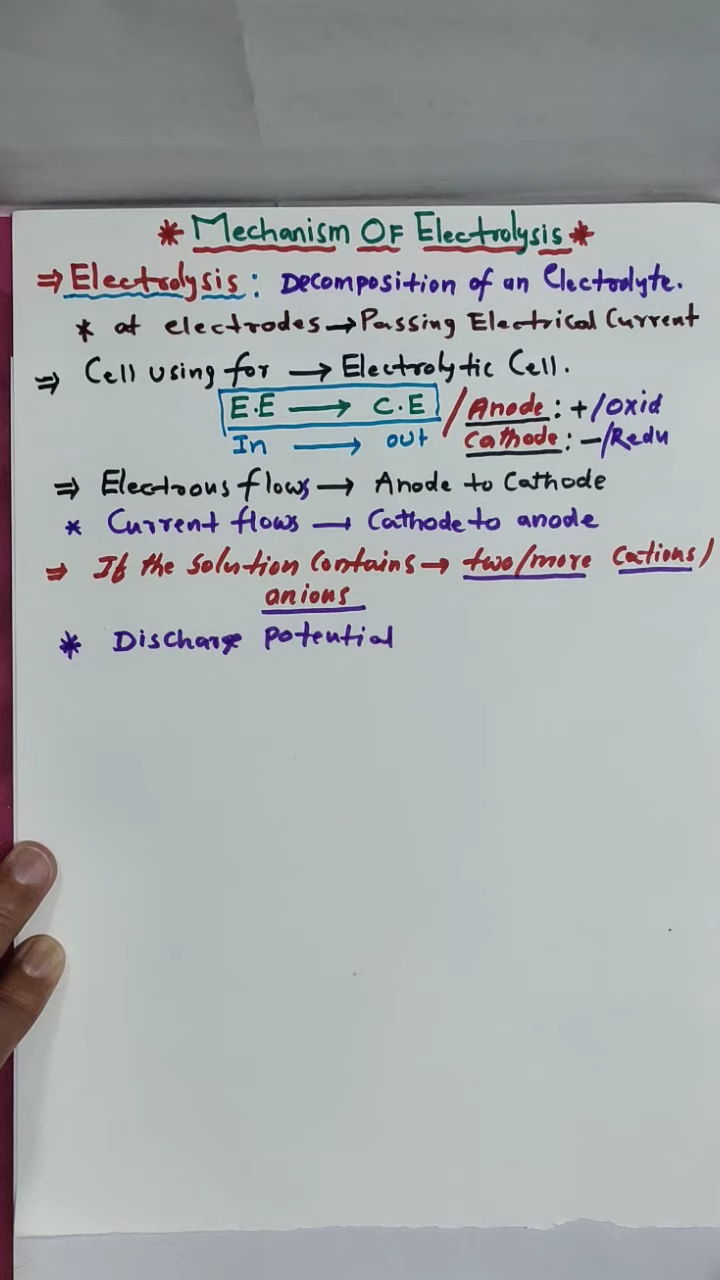 * Mechanism OF Electrolysis *
⇒ Electrolysis: Decomposition of an Electrolyte.
* at electrodes → Passing Electrical Current
⇒ Cell using for → Electrolytic Cell.
E.E → C.E / Anode: +/Oxid
In → out Cathode: -/Redu
⇒ Electrons flows → Anode to Cathode
* Current flows → Cathode to anode
⇒ If the Solution Contains → two/more Cations/
anions
* Discharge potential